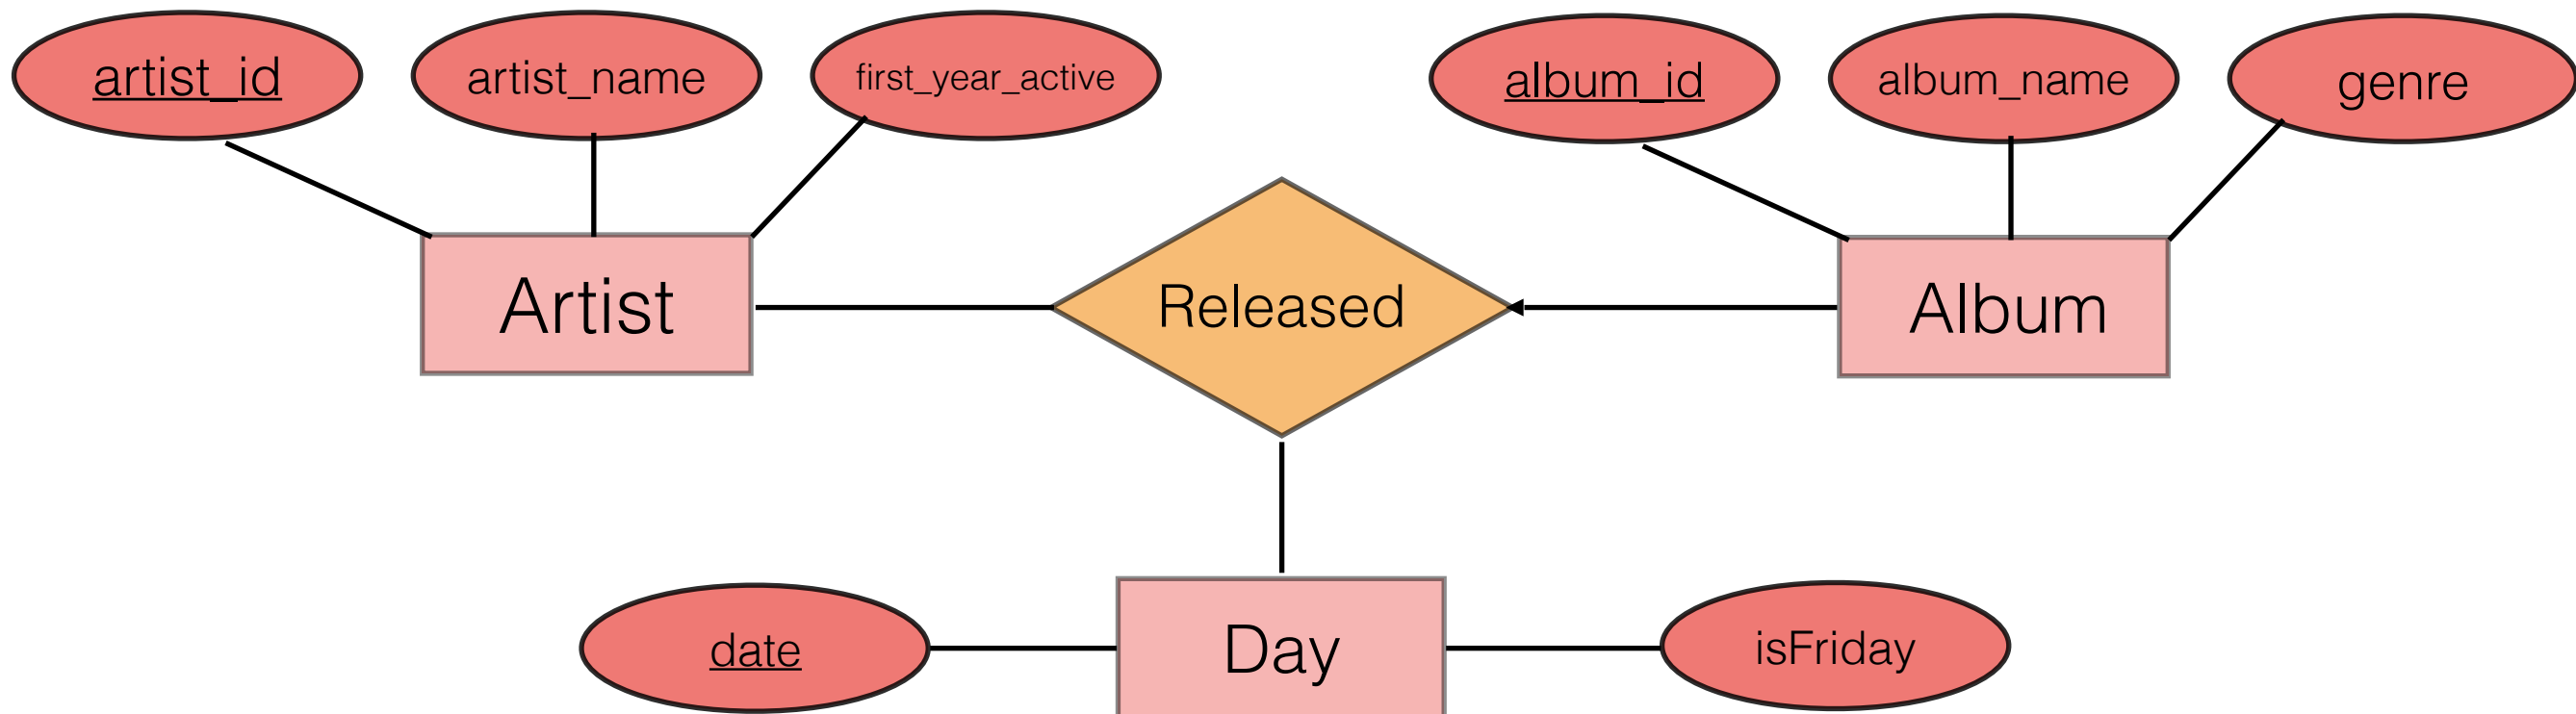 artist_id
artist_name
first_year_active
album_id
album_name
genre
Artist
Released
Album
date
Day
isFriday